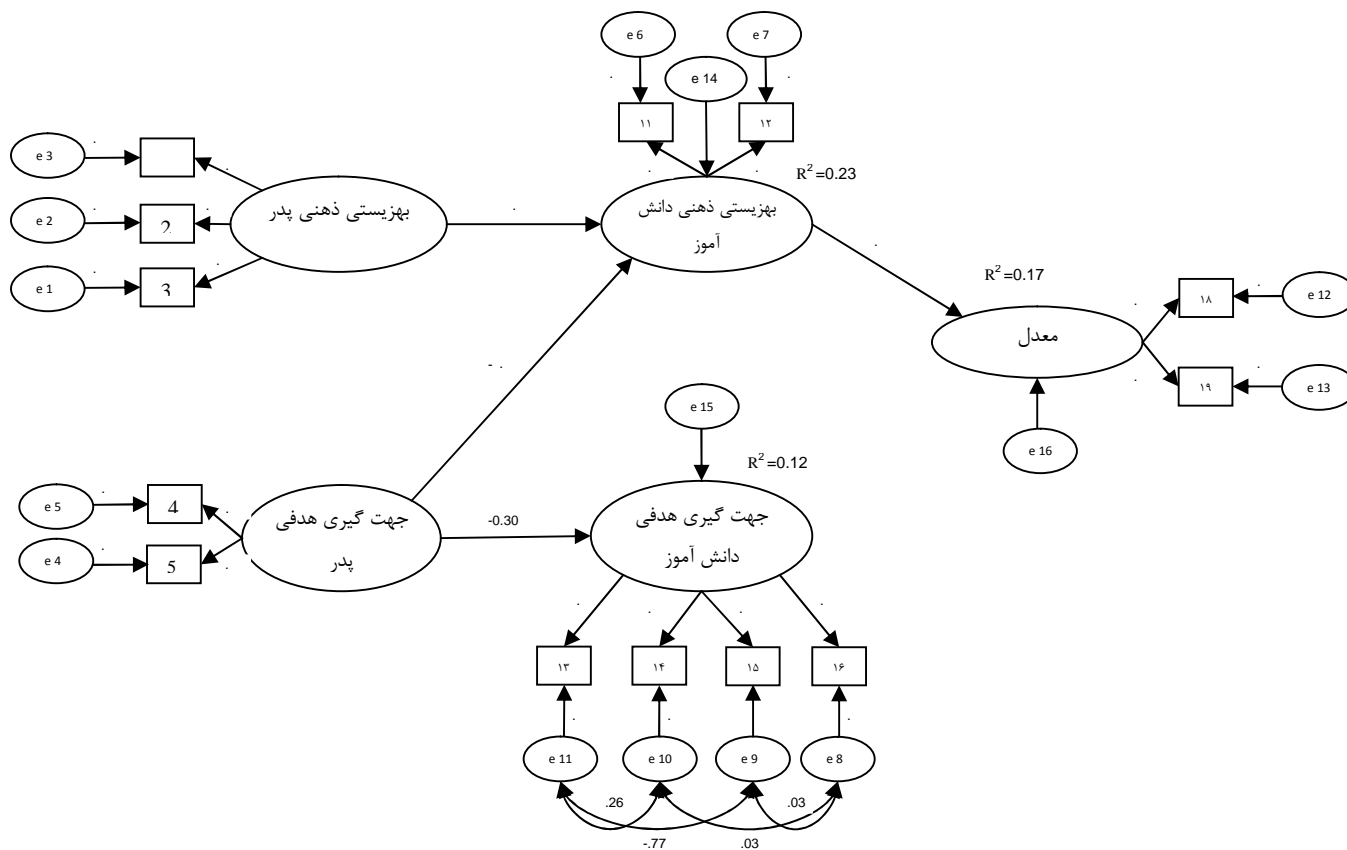 e 6
e 7
e 14
۱۱
۱۲
R²=0.23
e 3
e 2
2
e 1
3
بهزیستی ذهنی پدر
بهزیستی ذهنی دانش
آموز
R²=0.17
معدل
۱۸
e 12
۱۹
e 13
e 16
e 15
R²=0.12
e 5
4
e 4
5
جهت گیری هدفی
پدر
-0.30
جهت گیری هدفی
دانش آموز
۱۳
۱۴
۱۵
۱۶
e 11
e 10
e 9
e 8
.26
.03
-.77
.03